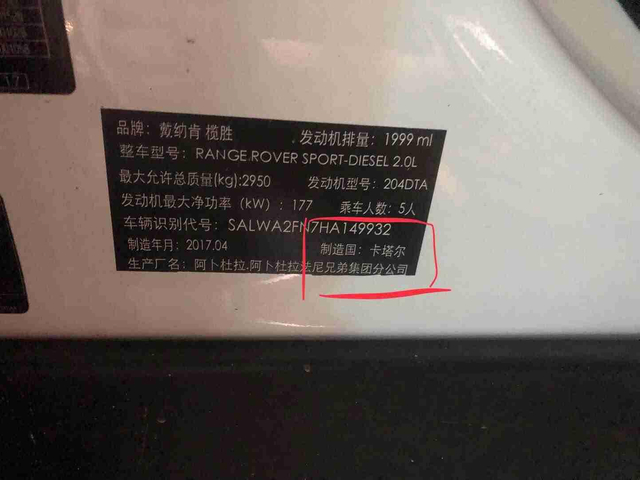 品牌：戴纳肯 榄胜 发动机排量：1999 ml
整车型号：RANGE.ROVER SPORT-DIESEL 2.0L
最大允许总质量(kg):2950 发动机型号：204DTA
发动机最大净功率（kW）：177 乘车人数：5人
车辆识别代号：SALWA2FN7HA149932
制造年月：2017.04 制造国：卡塔尔
生产厂名：阿卜杜拉.阿卜杜拉法尼兄弟集团分公司